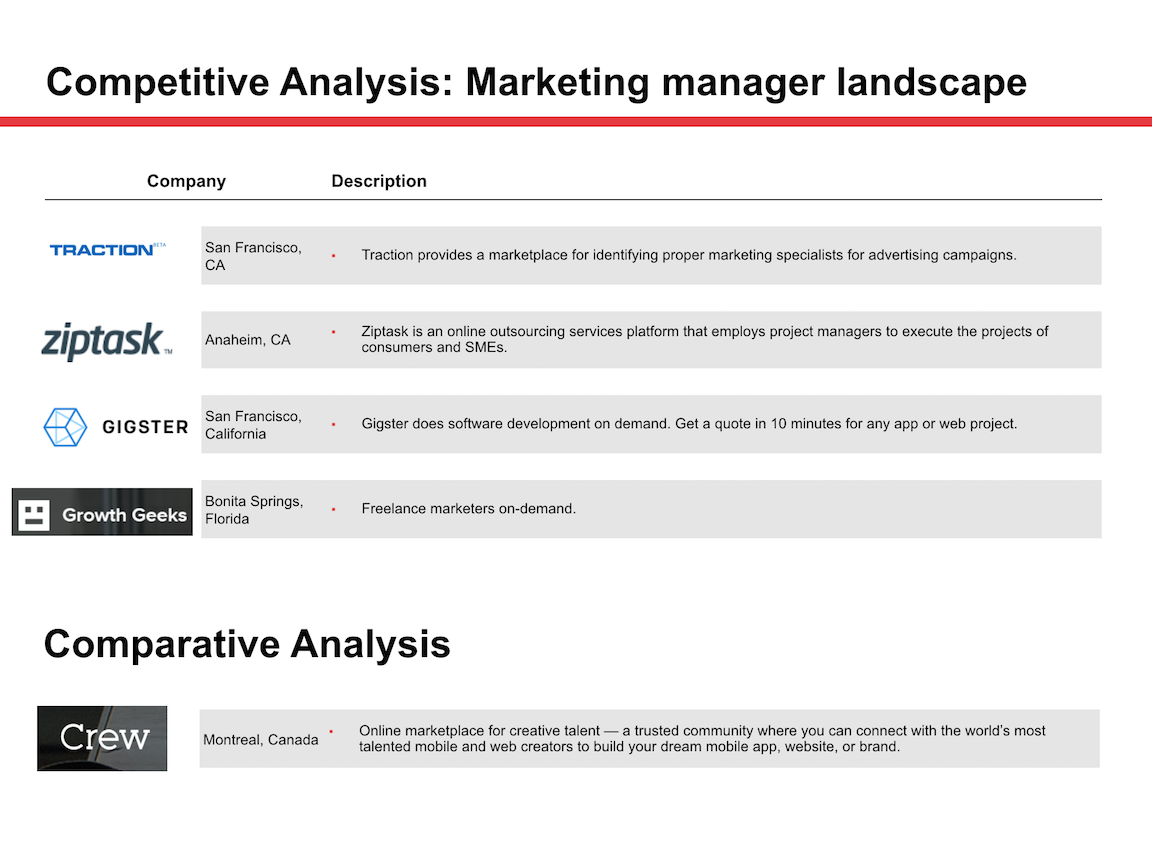 Competitive Analysis: Marketing manager landscape
Company Description
TRACTION BETA
San Francisco,
CA
▪ Traction provides a marketplace for identifying proper marketing specialists for advertising campaigns.
ziptask TM
Anaheim, CA
▪ Ziptask is an online outsourcing services platform that employs project managers to execute the projects of
consumers and SMEs.
GIGSTER
San Francisco,
California
▪ Gigster does software development on demand. Get a quote in 10 minutes for any app or web project.
Growth Geeks
Bonita Springs,
Florida
▪ Freelance marketers on-demand.
Comparative Analysis
Crew
Montreal, Canada
▪ Online marketplace for creative talent — a trusted community where you can connect with the world’s most
talented mobile and web creators to build your dream mobile app, website, or brand.